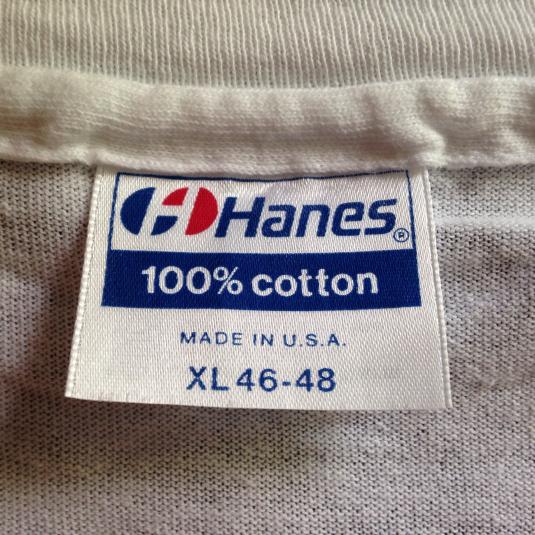 Hanes®
100% cotton
MADE IN U.S.A.
XL 46-48